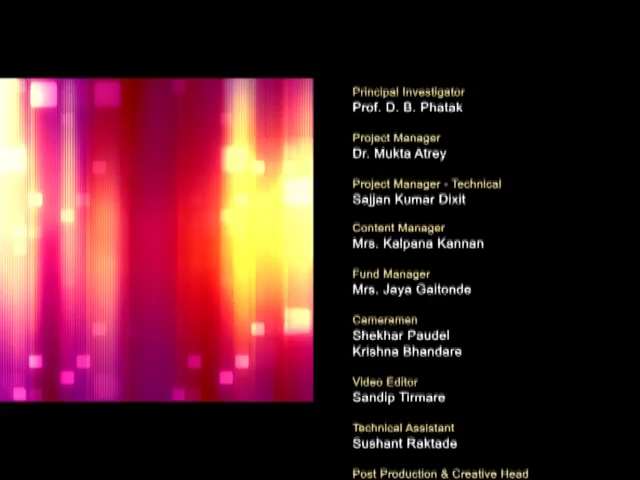 Principal Investigator
Prof. D. B. Phatak
Project Manager
Dr. Mukta Atrey
Project Manager - Technical
Sajjan Kumar Dixit
Content Manager
Mrs. Kalpana Kannan
Fund Manager
Mrs. Jaya Gaitonde
Cameramen
Shekhar Paudel
Krishna Bhandare
Video Editor
Sandip Tirmare
Technical Assistant
Sushant Raktade
Post Production & Creative Head